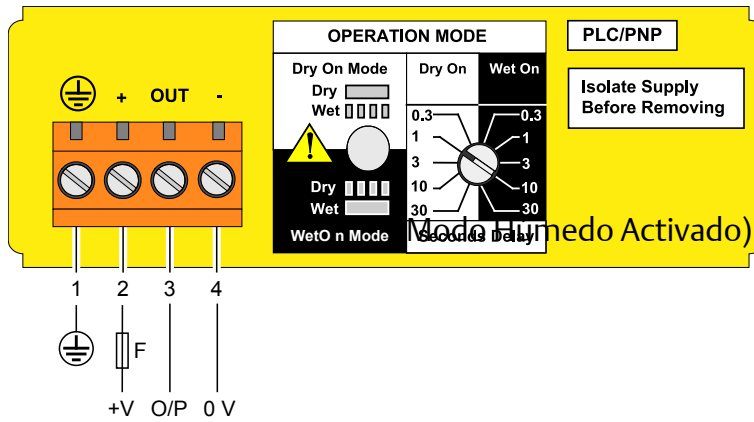 OPERATION MODE
PLC/PNP
Dry On Mode
Dry On
Wet On
Dry
Wet
Isolate Supply
Before Removing
+ OUT -
0.3 0.3
1 1
3 3
10 10
30 30
Dry
Wet
WetO n Mode
Seconds Delay
Modo Húmedo Activado)
1 2 3 4
F
+V O/P 0 V